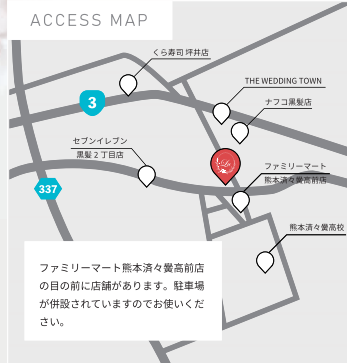 ACCESS MAP
くら寿司 坪井店
THE WEDDING TOWN
3
ナフコ黒髪店
セブンイレブン
黒髪2丁目店
ファミリーマート
熊本済々黌高前店
337
熊本済々黌高校
ファミリーマート熊本済々黌高前店
の目の前に店舗があります。駐車場
が併設されていますのでお使いくだ
さい。